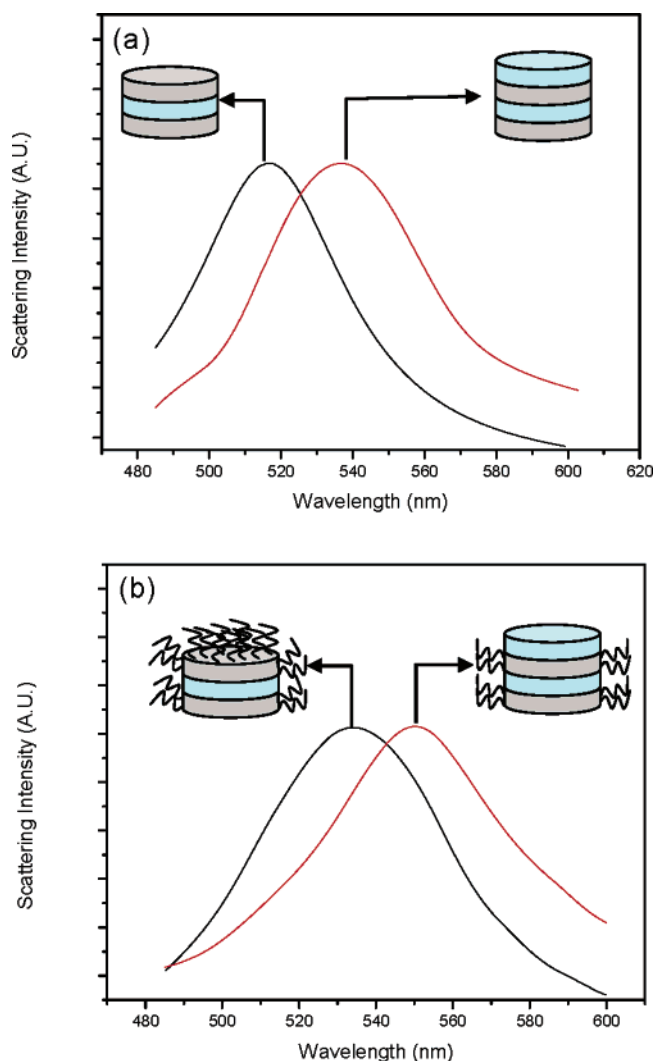 (a)
Scattering Intensity (A.U.)
480 500 520 540 560 580 600 620
Wavelength (nm)
(b)
Scattering Intensity (A.U.)
480 500 520 540 560 580 600
Wavelength (nm)